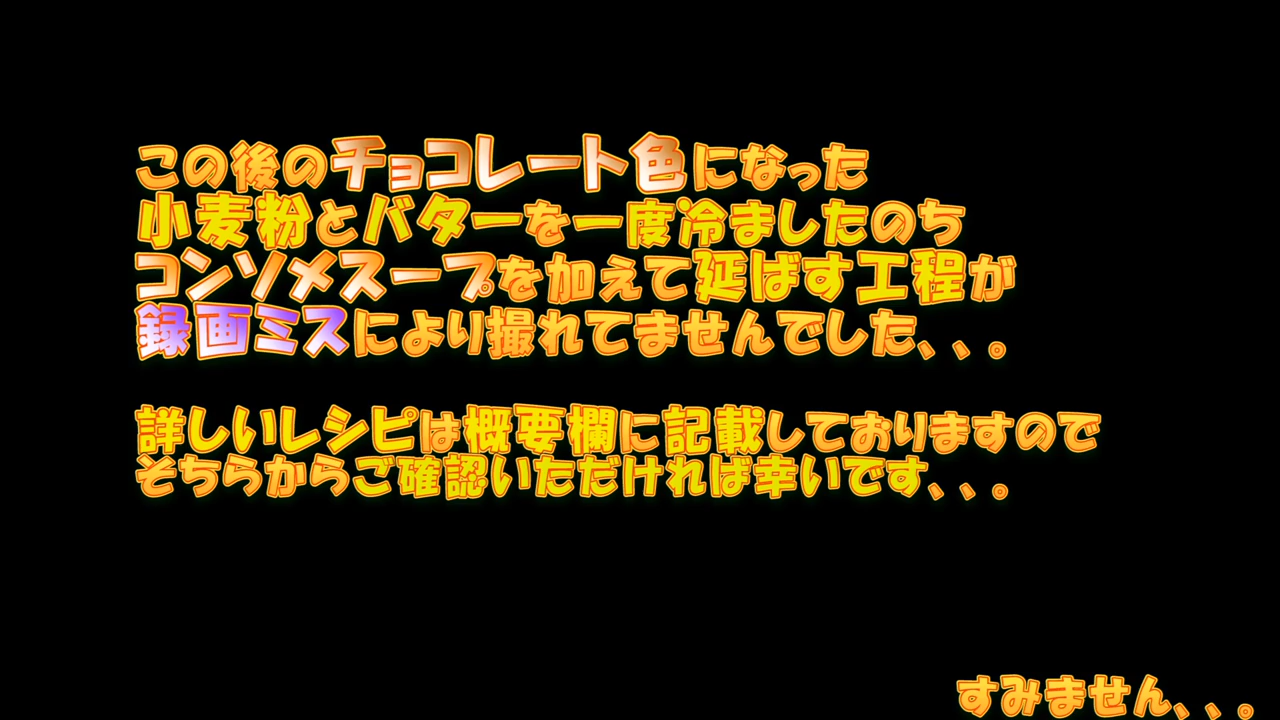 この後のチョコレート色になった
小麦粉とバターを一度冷ましたのち
コンソメスープを加えて延ばす工程が
録画ミスにより撮れてませんでした、、。
詳しいレシピは概要欄に記載しておりますので
そちらからご確認いただければ幸いです、、。
すみません、、。